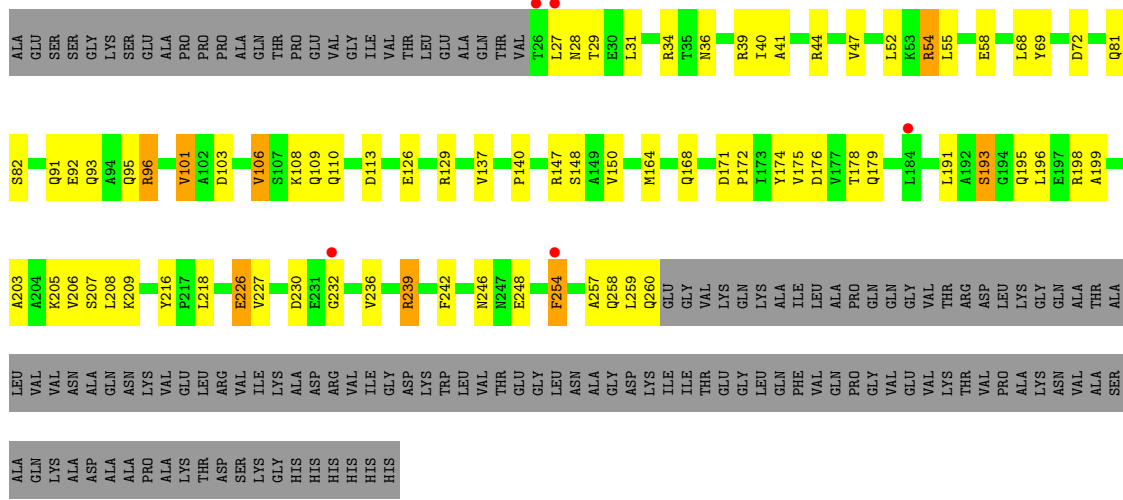 ALA GLU SER SER GLY LYS SER GLU ALA PRO PRO PRO ALA GLN THR PRO GLU VAL GLY ILE VAL THR LEU GLU ALA GLN THR VAL T26 L27 N28 T29 E30 L31 R34 T35 N36 R39 I40 A41 R44 V47 L52 K53 R54 L55 E58 L68 Y69 D72 Q81
S82 Q91 E92 Q93 A94 Q95 R96 V101 A102 D103 V106 S107 K108 Q109 Q110 D113 E126 R129 V137 P140 R147 S148 A149 V150 M164 Q168 D171 P172 I173 Y174 V175 D176 V177 T178 Q179 L184 L191 A192 S193 G194 Q195 L196 E197 R198 A199
A203 A204 K205 V206 S207 L208 K209 Y216 P217 L218 E226 V227 D230 E231 G232 V236 R239 F242 N246 N247 E248 F254 A257 Q258 L259 Q260 GLU GLY VAL LYS GLN LYS ALA ILE LEU ALA PRO GLN GLN GLY VAL THR ARG ASP LEU LYS GLY GLN ALA THR ALA
LEU VAL VAL ASN ALA GLN ASN LYS VAL GLU LEU ARG VAL ILE LYS ALA ASP ARG VAL ILE GLY ASP LYS TRP LEU VAL THR GLU GLY LEU ASN ALA GLY ASP LYS ILE ILE THR GLU GLY LEU GLN PHE VAL GLN PRO GLY VAL GLU VAL LYS THR VAL PRO ALA LYS ASN VAL ALA SER
ALA GLN LYS ALA ASP ALA ALA PRO ALA LYS THR ASP SER LYS GLY HIS HIS HIS HIS HIS HIS